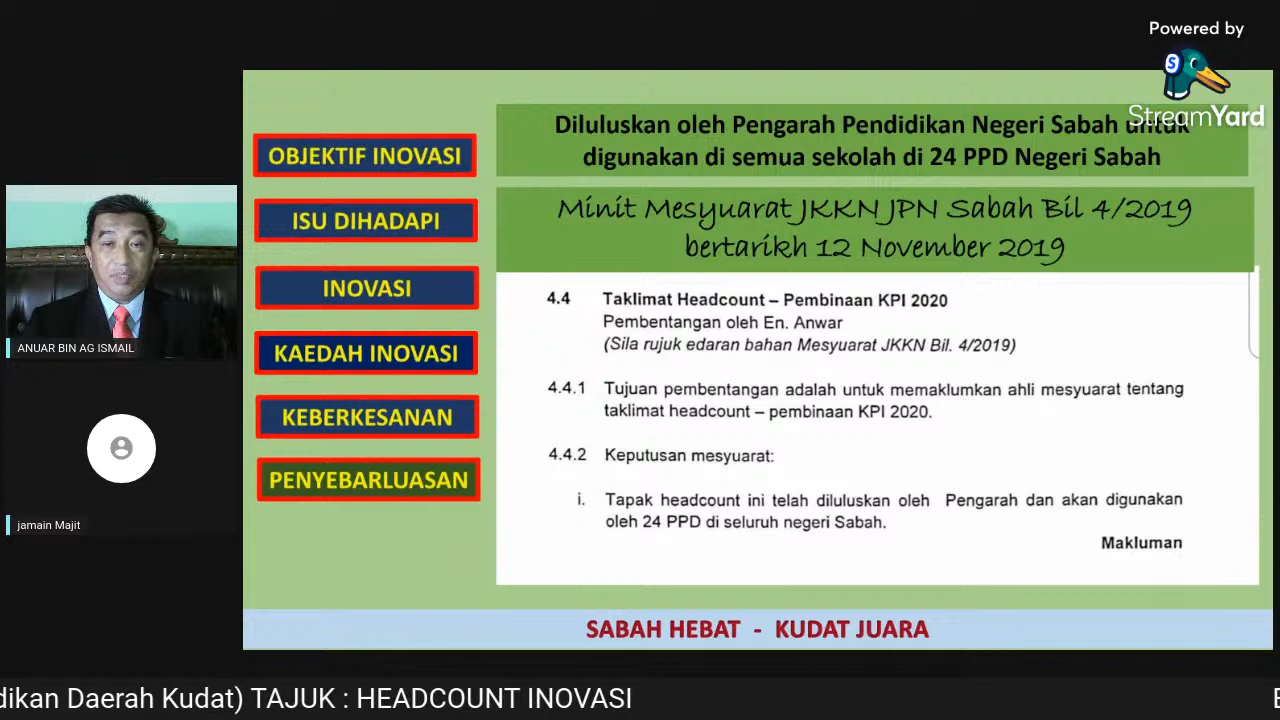 Powered by
StreamYard
Diluluskan oleh Pengarah Pendidikan Negeri Sabah untuk
digunakan di semua sekolah di 24 PPD Negeri Sabah
OBJEKTIF INOVASI
ISU DIHADAPI
INOVASI
KAEDAH INOVASI
KEBERKESANAN
PENYEBARLUASAN
Minit Mesyuarat JKKN JPN Sabah Bil 4/2019
bertarikh 12 November 2019
4.4 Taklimat Headcount – Pembinaan KPI 2020
Pembentangan oleh En. Anwar
(Sila rujuk edaran bahan Mesyuarat JKKN Bil. 4/2019)
4.4.1 Tujuan pembentangan adalah untuk memaklumkan ahli mesyuarat tentang
taklimat headcount – pembinaan KPI 2020.
4.4.2 Keputusan mesyuarat:
i. Tapak headcount ini telah diluluskan oleh Pengarah dan akan digunakan
oleh 24 PPD di seluruh negeri Sabah.
Makluman
ANUAR BIN AG ISMAIL
jamain Majit
SABAH HEBAT - KUDAT JUARA
dikan Daerah Kudat) TAJUK : HEADCOUNT INOVASI